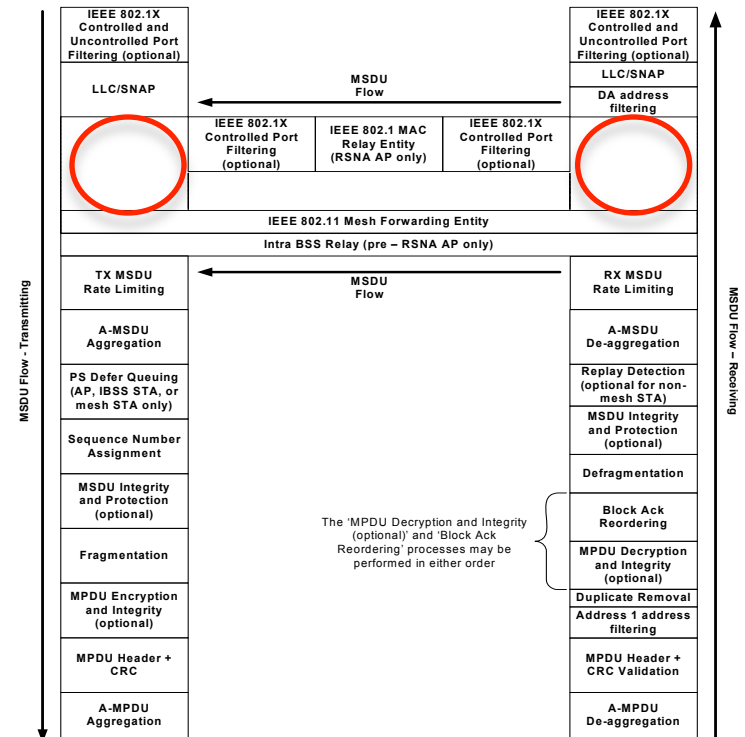 IEEE 802.1X
Controlled and
Uncontrolled Port
Filtering (optional)
IEEE 802.1X
Controlled and
Uncontrolled Port
Filtering (optional)
LLC/SNAP
MSDU
Flow
LLC/SNAP
DA address
filtering
IEEE 802.1X
Controlled Port
Filtering
(optional)
IEEE 802.1 MAC
Relay Entity
(RSNA AP only)
IEEE 802.1X
Controlled Port
Filtering
(optional)
IEEE 802.11 Mesh Forwarding Entity
Intra BSS Relay (pre – RSNA AP only)
MSDU Flow - Transmitting
TX MSDU
Rate Limiting
MSDU
Flow
RX MSDU
Rate Limiting
MSDU Flow – Receiving
A-MSDU
Aggregation
A-MSDU
De-aggregation
PS Defer Queuing
(AP, IBSS STA, or
mesh STA only)
Replay Detection
(optional for non-
mesh STA)
Sequence Number
Assignment
MSDU Integrity
and Protection
(optional)
MSDU Integrity
and Protection
(optional)
Defragmentation
Fragmentation
The ‘MPDU Decryption and Integrity
(optional)’ and ‘Block Ack
Reordering’ processes may be
performed in either order
Block Ack
Reordering
MPDU Decryption
and Integrity
(optional)
MPDU Encryption
and Integrity
(optional)
Duplicate Removal
Address 1 address
filtering
MPDU Header +
CRC
MPDU Header +
CRC Validation
A-MPDU
Aggregation
A-MPDU
De-aggregation